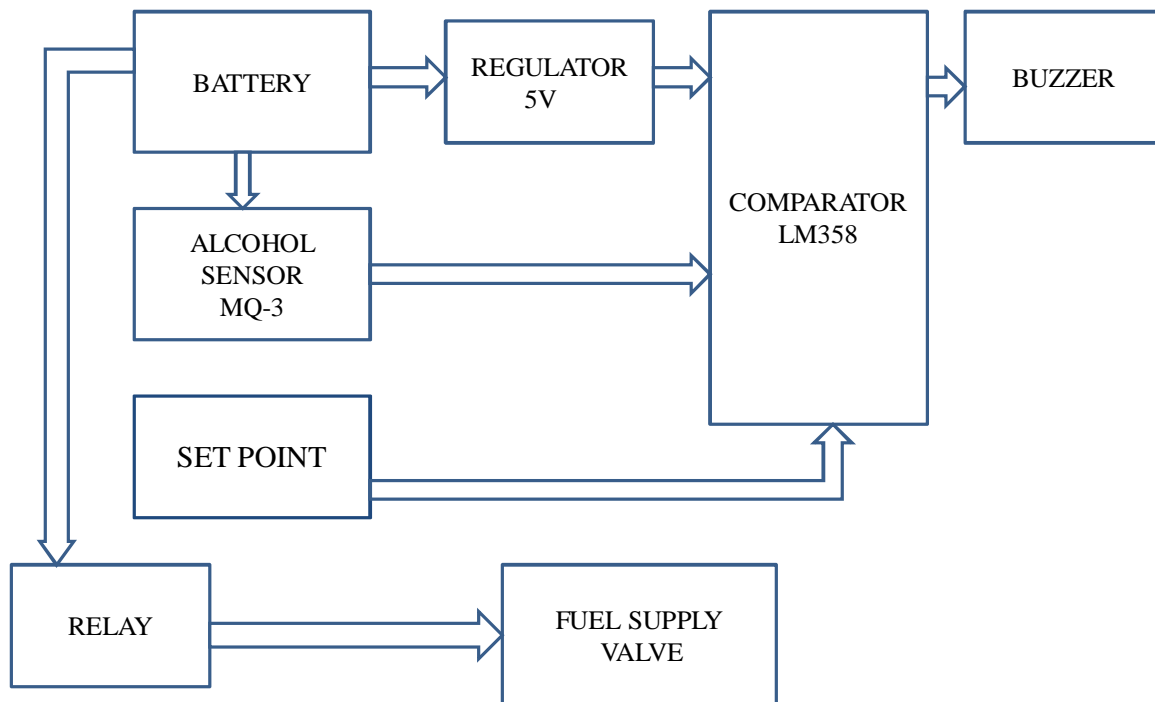 BATTERY
REGULATOR
5V
BUZZER
COMPARATOR
LM358
ALCOHOL
SENSOR
MQ-3
SET POINT
RELAY
FUEL SUPPLY
VALVE